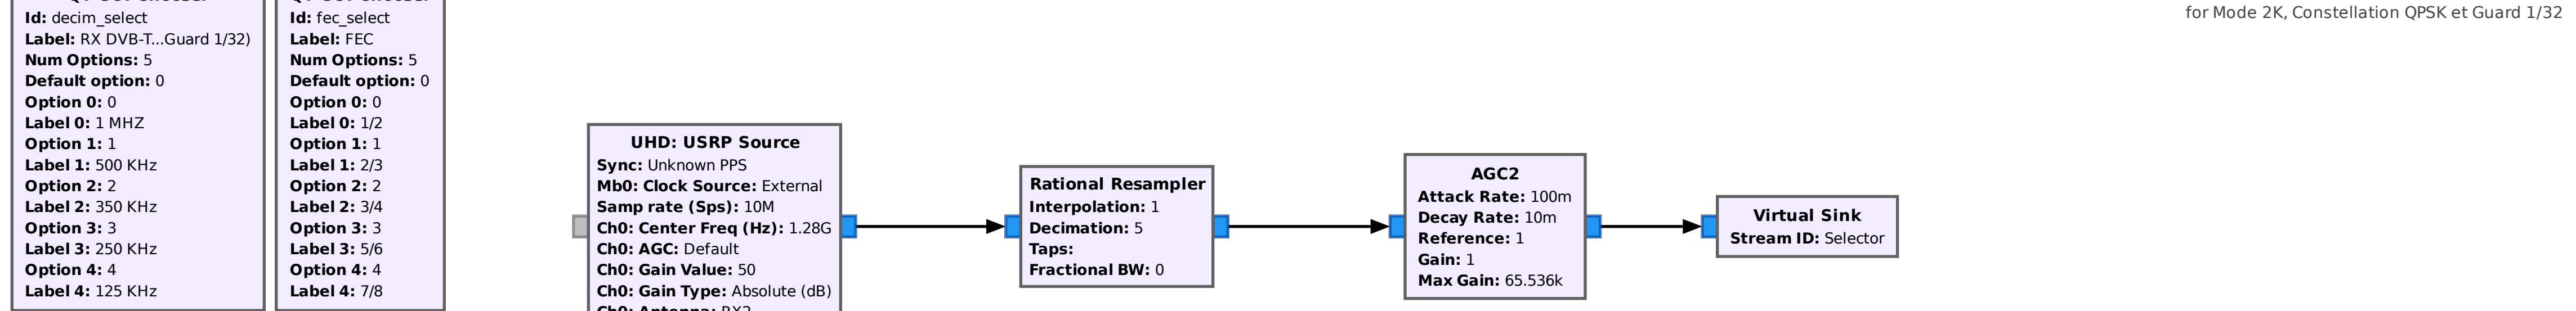 Id: decim_select
Label: RX DVB-T...Guard 1/32)
Num Options: 5
Default option: 0
Option 0: 0
Label 0: 1 MHZ
Option 1: 1
Label 1: 500 KHz
Option 2: 2
Label 2: 350 KHz
Option 3: 3
Label 3: 250 KHz
Option 4: 4
Label 4: 125 KHz
Id: fec_select
Label: FEC
Num Options: 5
Default option: 0
Option 0: 0
Label 0: 1/2
Option 1: 1
Label 1: 2/3
Option 2: 2
Label 2: 3/4
Option 3: 3
Label 3: 5/6
Option 4: 4
Label 4: 7/8
UHD: USRP Source
Sync: Unknown PPS
Mb0: Clock Source: External
Samp rate (Sps): 10M
Ch0: Center Freq (Hz): 1.28G
Ch0: AGC: Default
Ch0: Gain Value: 50
Ch0: Gain Type: Absolute (dB)
Rational Resampler
Interpolation: 1
Decimation: 5
Taps:
Fractional BW: 0
AGC2
Attack Rate: 100m
Decay Rate: 10m
Reference: 1
Gain: 1
Max Gain: 65.536k
Virtual Sink
Stream ID: Selector
for Mode 2K, Constellation QPSK et Guard 1/32